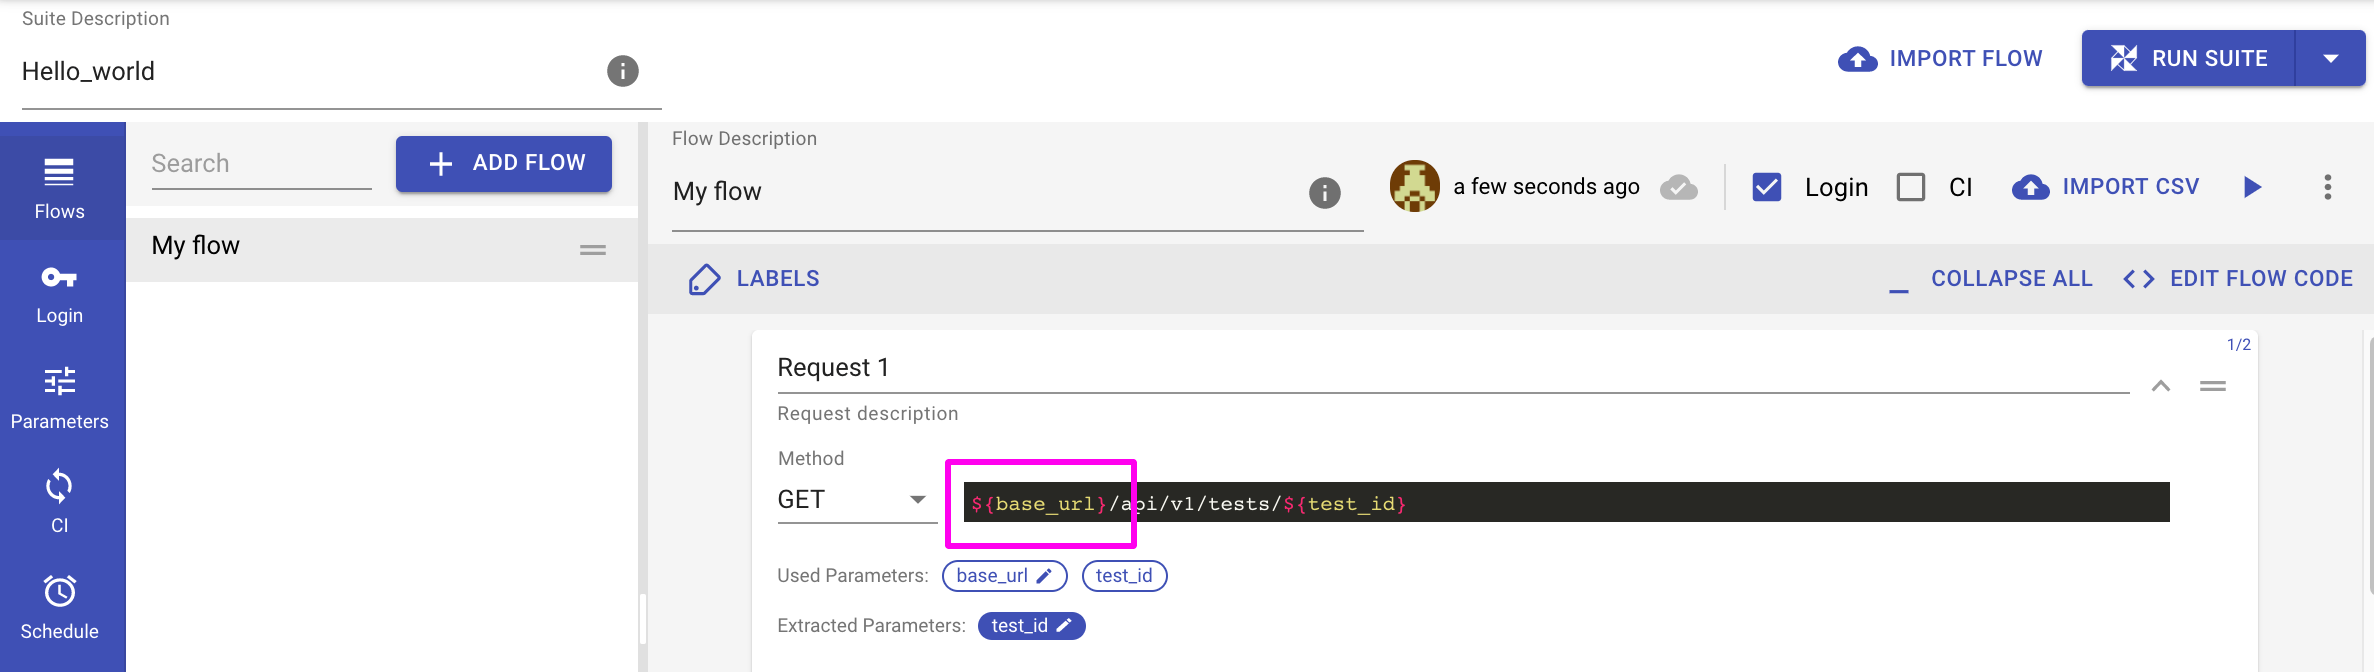 Suite Description
Hello_world
IMPORT FLOW
RUN SUITE
Flows
Login
Parameters
CI
Schedule
Search
ADD FLOW
My flow
Flow Description
My flow
a few seconds ago
Login
CI
IMPORT CSV
LABELS
COLLAPSE ALL
EDIT FLOW CODE
1/2
Request 1
Request description
Method
GET
${base_url}/api/v1/tests/${test_id}
Used Parameters: base_url test_id
Extracted Parameters: test_id